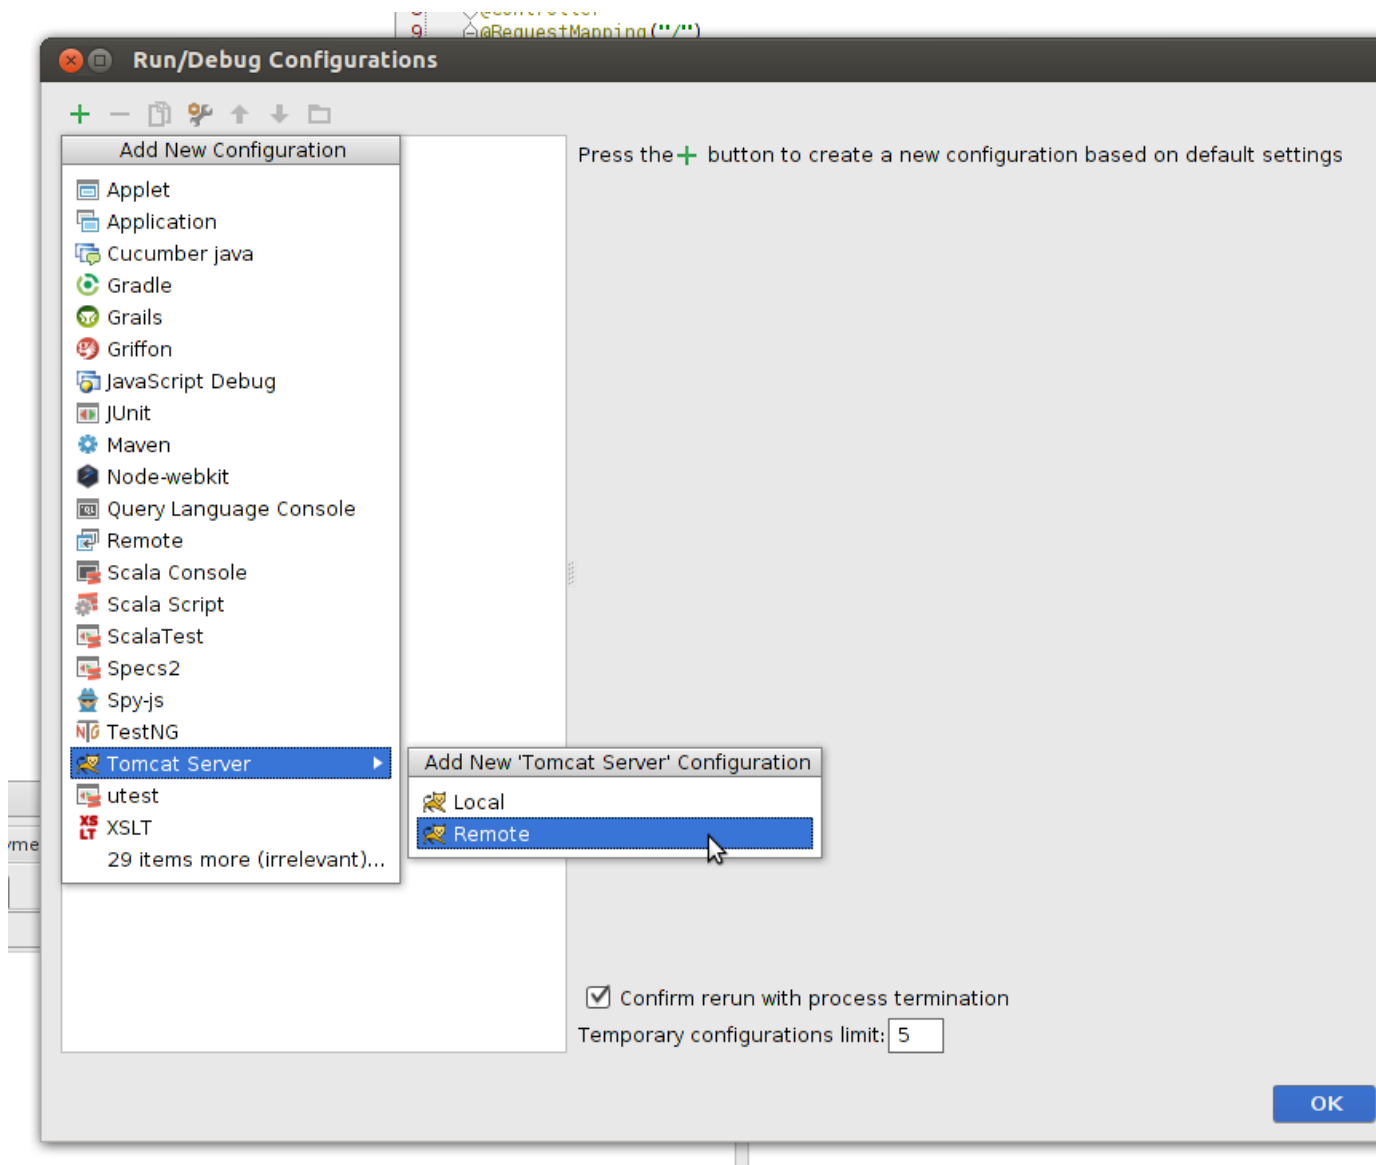 8 @Controller
9 @RequestMapping("/")
Run/Debug Configurations
Add New Configuration
Press the + button to create a new configuration based on default settings
Applet
Application
Cucumber java
Gradle
Grails
Griffon
JavaScript Debug
JUnit
Maven
Node-webkit
Query Language Console
Remote
Scala Console
Scala Script
ScalaTest
Specs2
Spy-js
TestNG
Tomcat Server
Add New 'Tomcat Server' Configuration
utest
Local
XSLT
Remote
29 items more (irrelevant)...
Confirm rerun with process termination
Temporary configurations limit: 5
OK